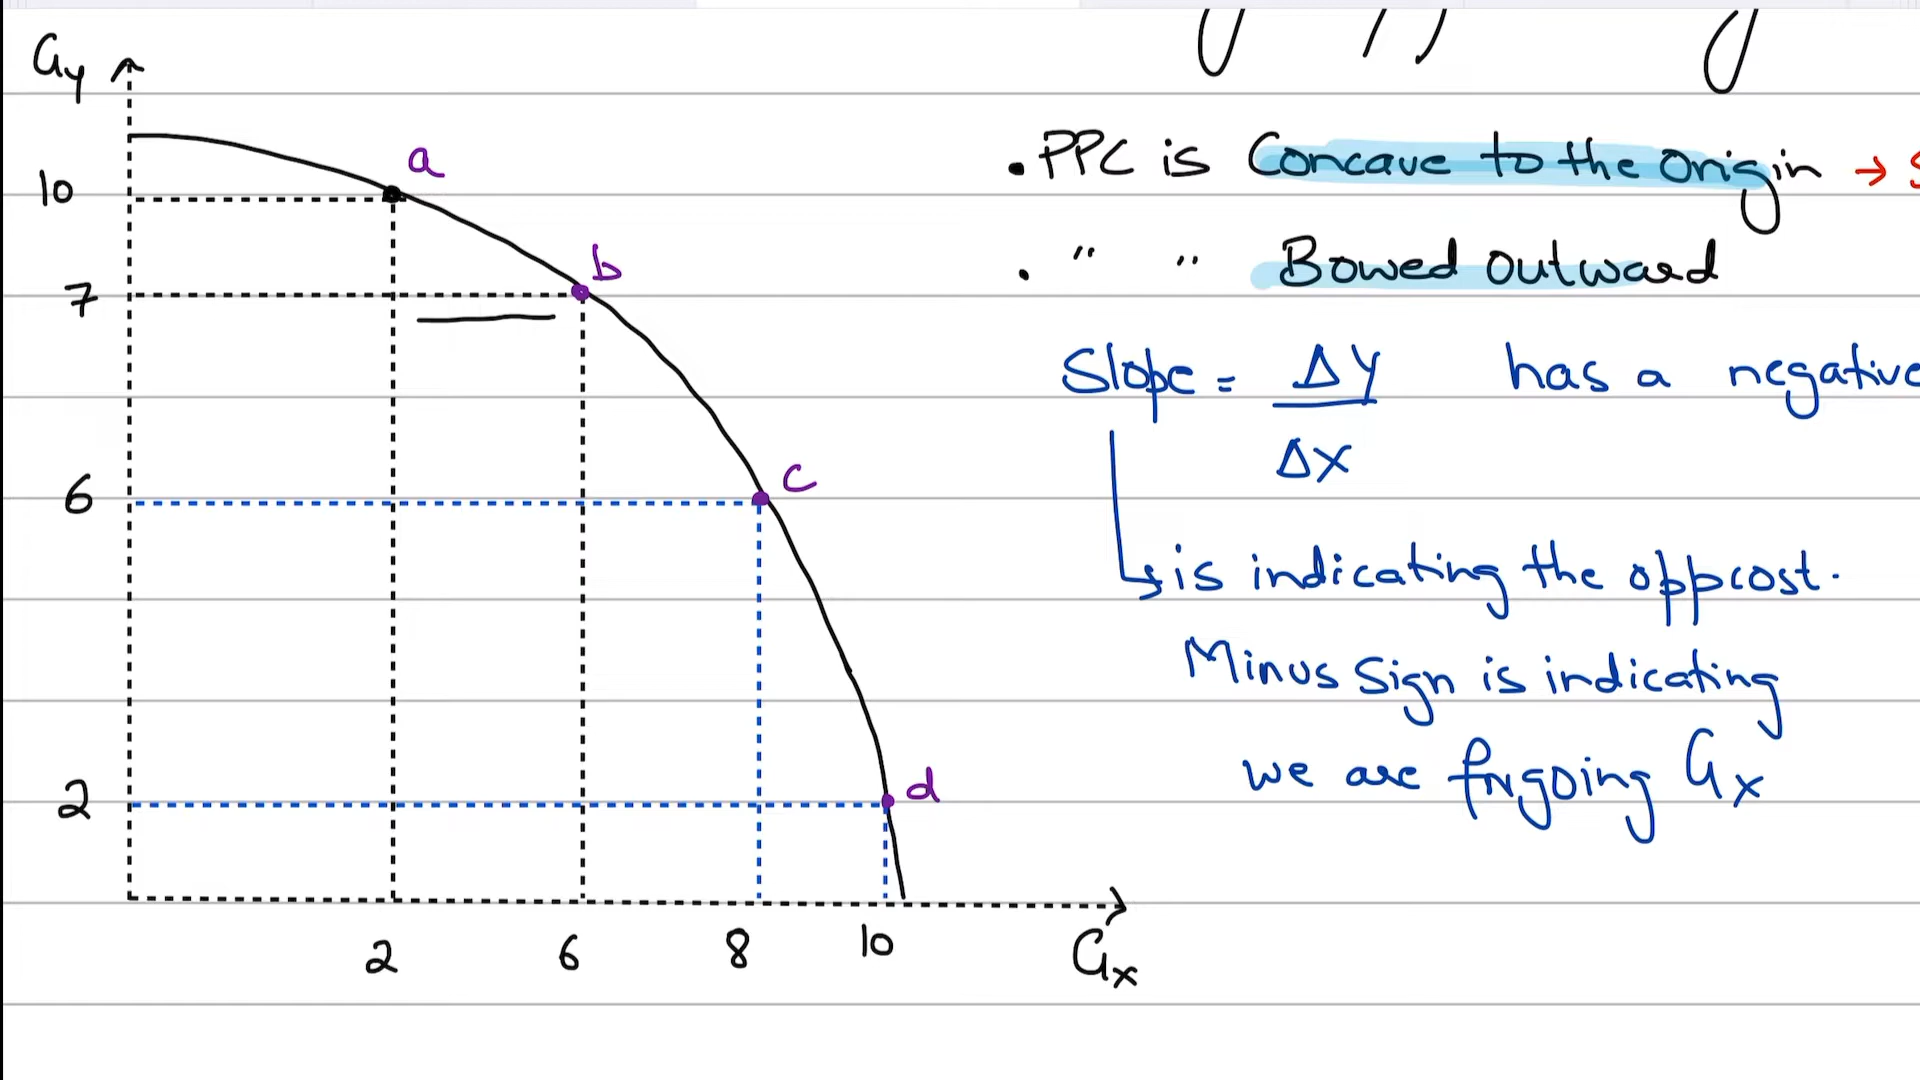 Gy
a
10
b
7
c
6
d
2
2 6 8 10 Gx
• PPC is Concave to the Origin →
• " " Bowed Outward
Slope = ΔY has a negative
ΔX
is indicating the opp cost.
Minus Sign is indicating
we are forgoing Gx